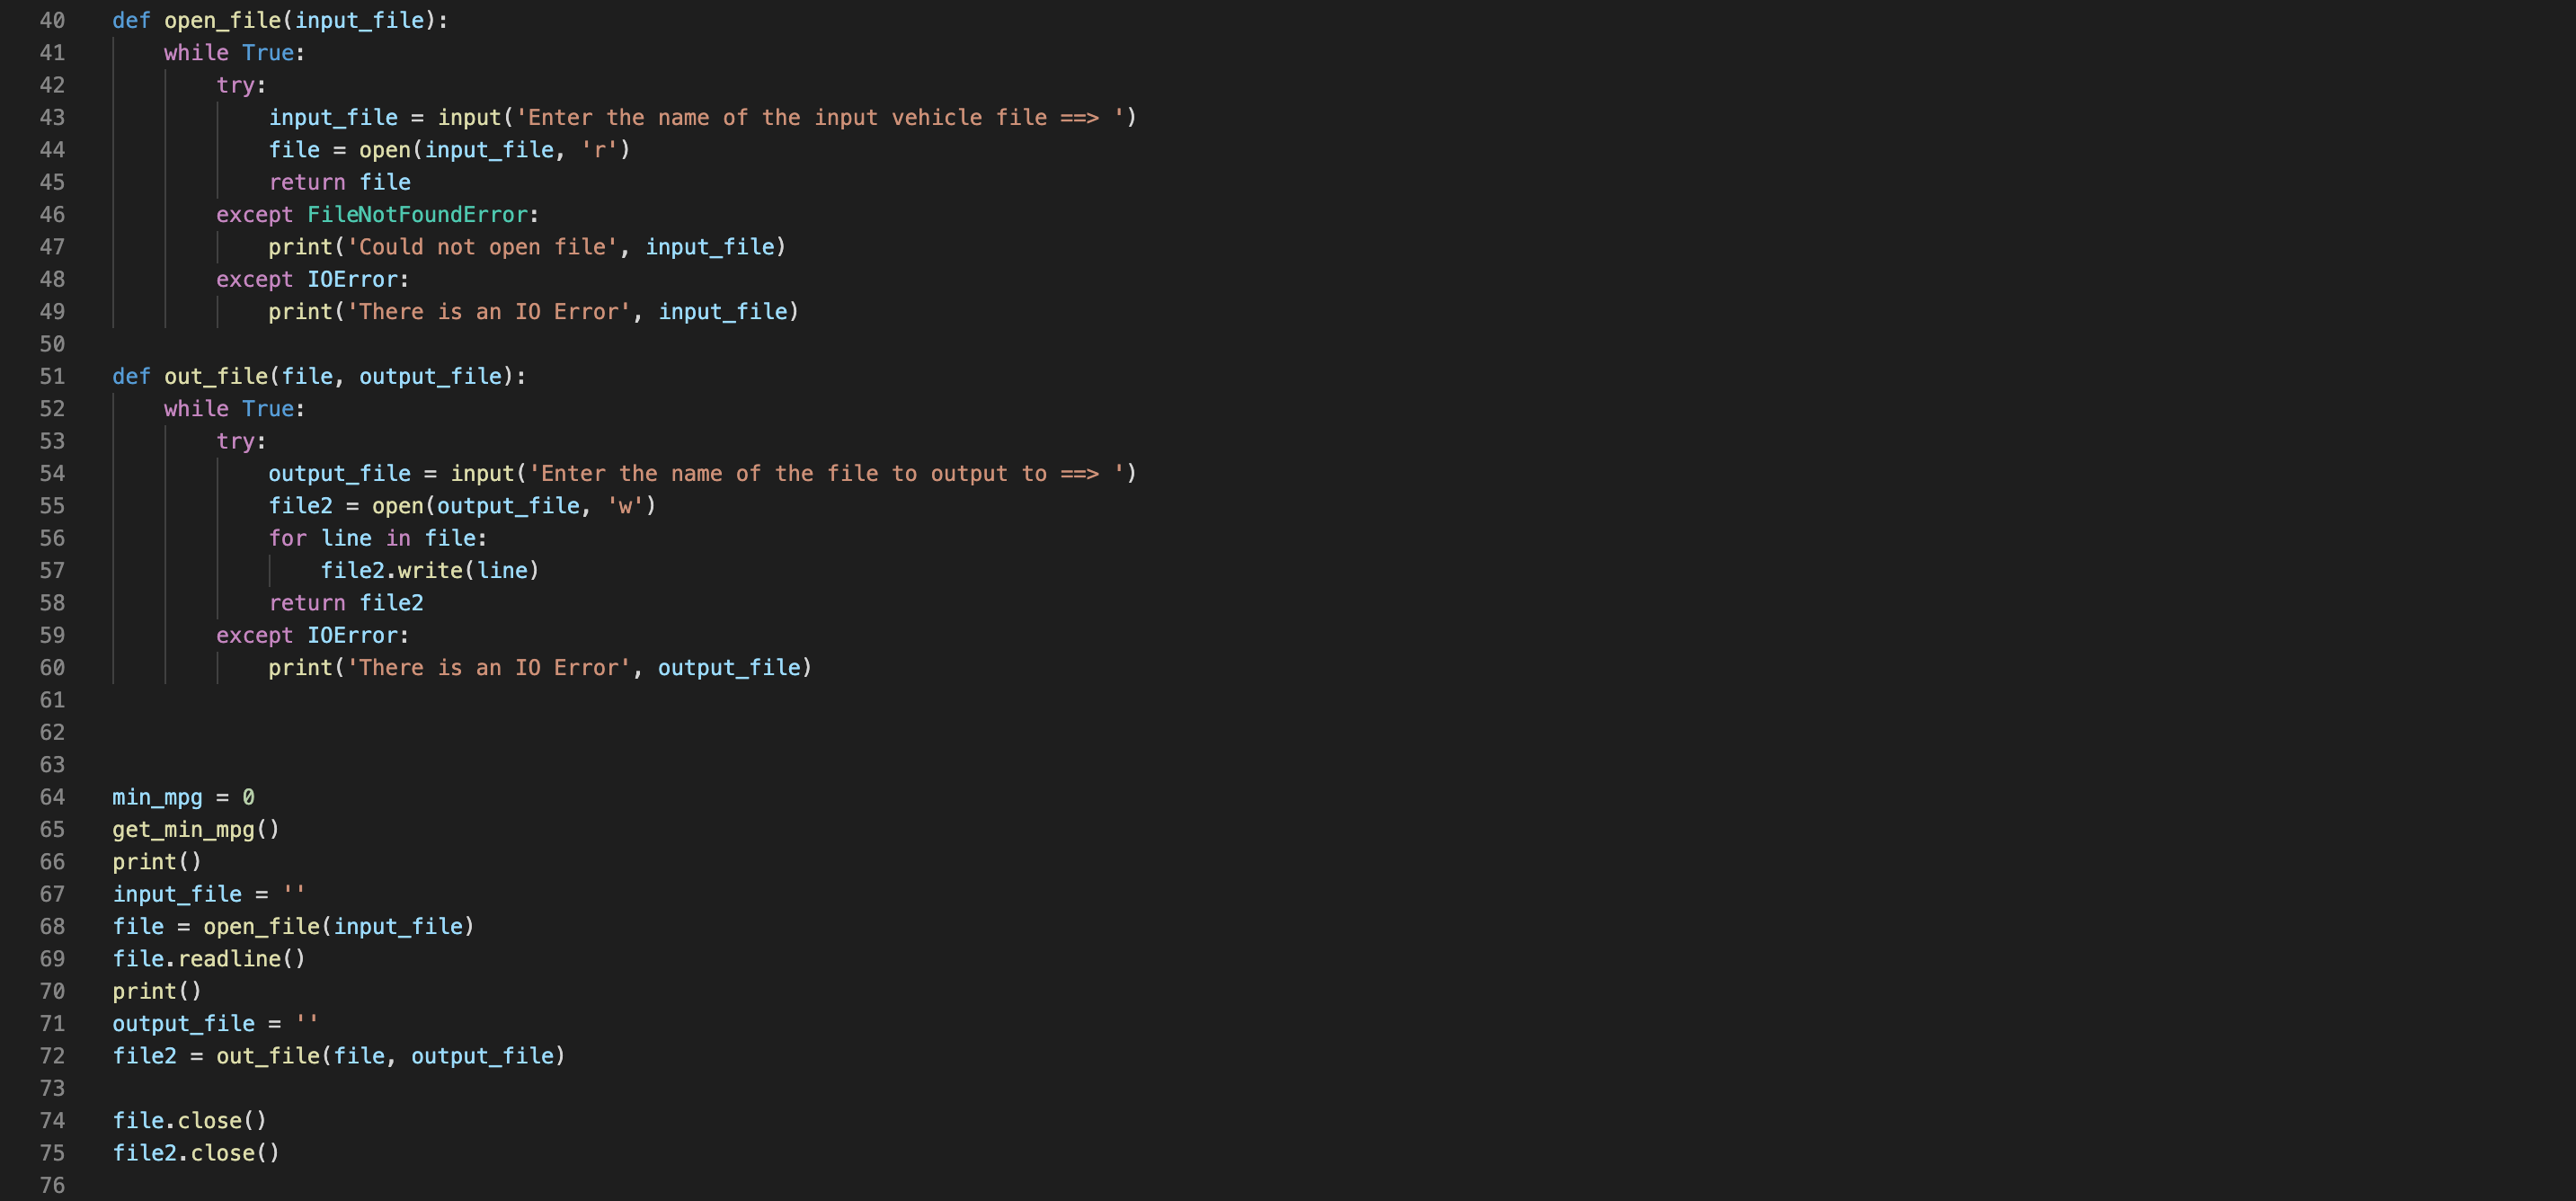 40 def open_file(input_file):
41     while True:
42         try:
43             input_file = input('Enter the name of the input vehicle file ==> ')
44             file = open(input_file, 'r')
45             return file
46         except FileNotFoundError:
47             print('Could not open file', input_file)
48         except IOError:
49             print('There is an IO Error', input_file)
50
51 def out_file(file, output_file):
52     while True:
53         try:
54             output_file = input('Enter the name of the file to output to ==> ')
55             file2 = open(output_file, 'w')
56             for line in file:
57                 file2.write(line)
58             return file2
59         except IOError:
60             print('There is an IO Error', output_file)
61
62
63
64 min_mpg = 0
65 get_min_mpg()
66 print()
67 input_file = ''
68 file = open_file(input_file)
69 file.readline()
70 print()
71 output_file = ''
72 file2 = out_file(file, output_file)
73
74 file.close()
75 file2.close()
76